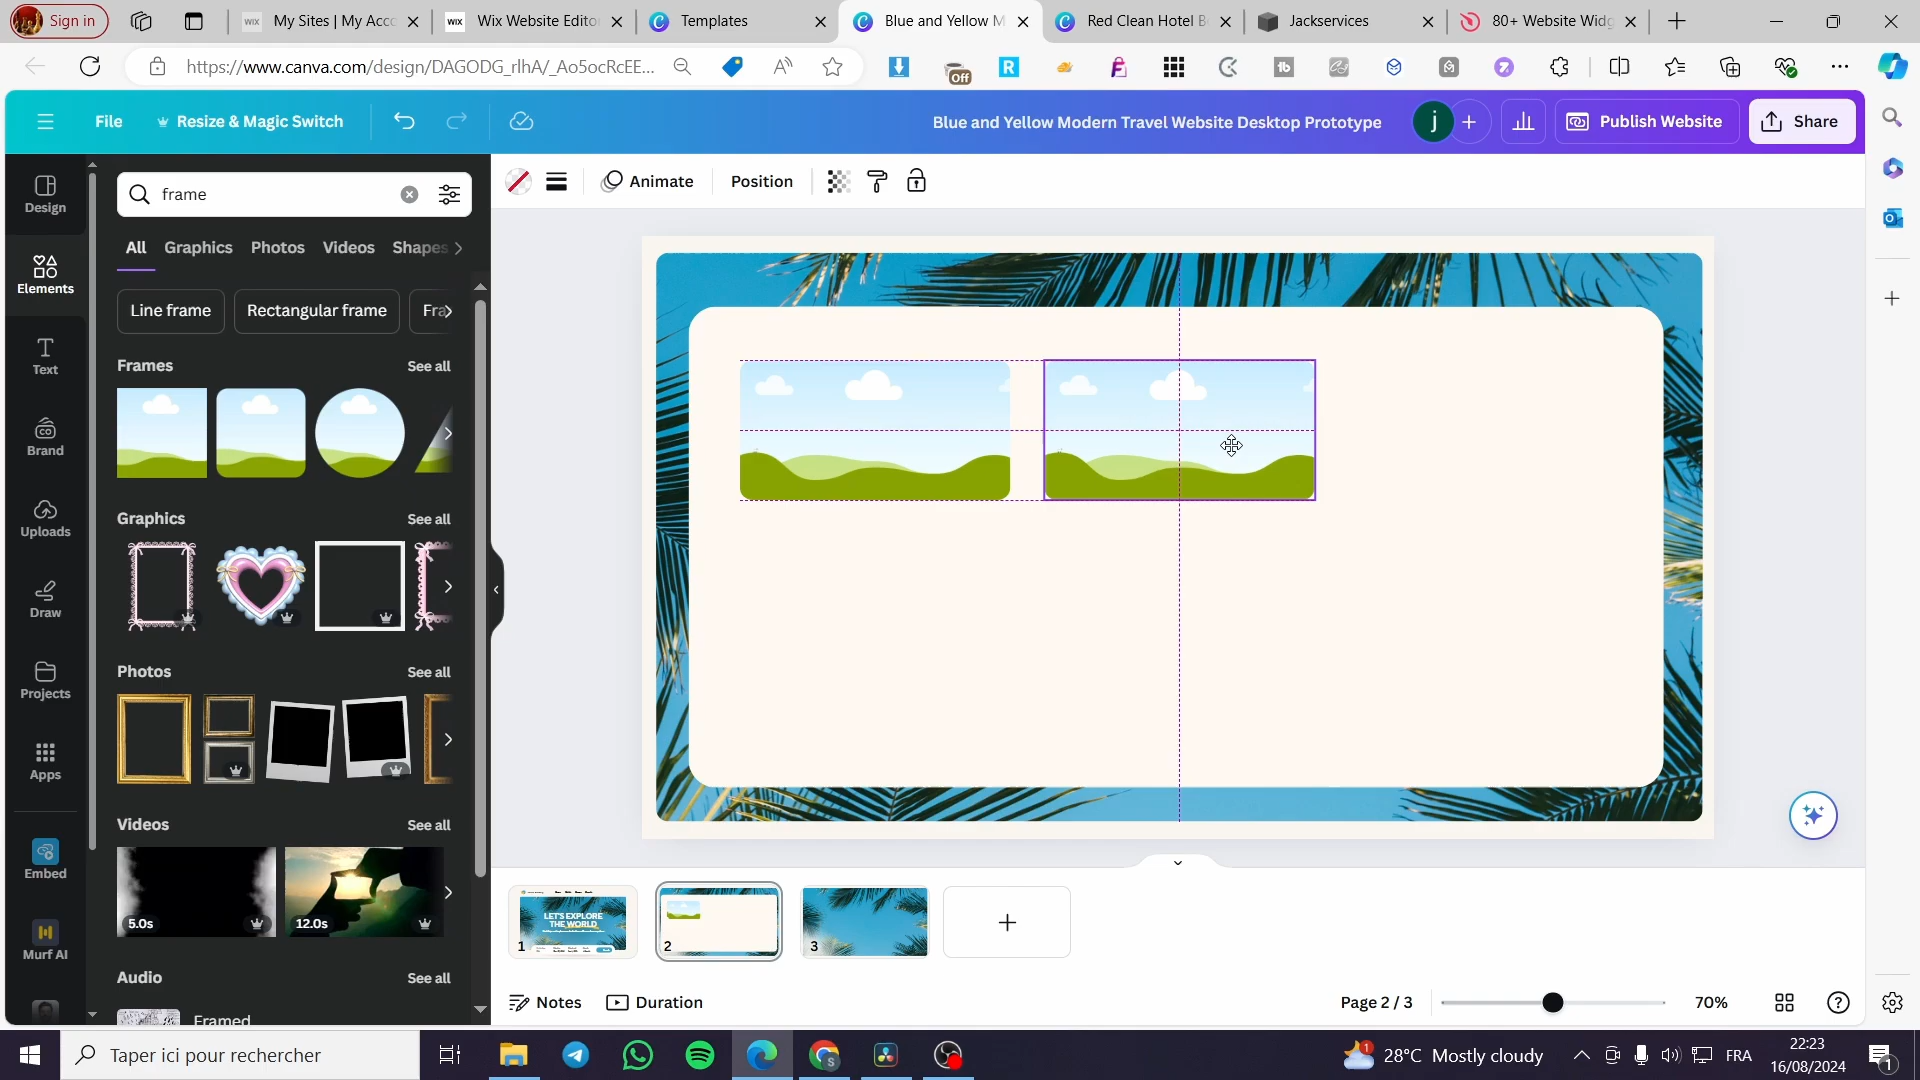 Sign in
WIX My Sites | My Acco
WIX Wix Website Edito
Templates
Blue and Yellow M
Red Clean Hotel B
Jackservices
80+ Website Widg
https://www.canva.com/design/DAGODG_rlhA/_Ao5ocRcEE...
Off
File
Resize & Magic Switch
Blue and Yellow Modern Travel Website Desktop Prototype
j
Publish Website
Share
Design
Elements
Text
Brand
Uploads
Draw
Projects
Apps
Embed
Murf AI
frame
All Graphics Photos Videos Shapes
Line frame
Rectangular frame
Fra
Frames See all
Graphics See all
Photos See all
Videos See all
5.0s
12.0s
Audio See all
Framed
Animate
Position
LET'S EXPLORE
THE WORLD
1
2
3
Notes
Duration
Page 2 / 3
70%
Taper ici pour rechercher
28°C Mostly cloudy
FRA
22:23
16/08/2024
1